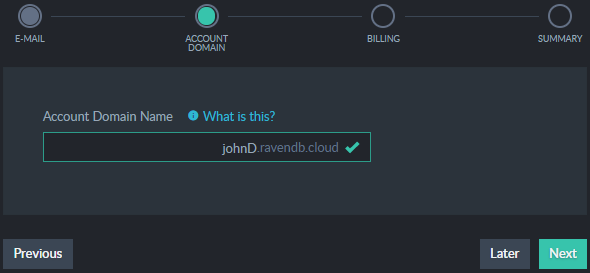 E-MAIL
ACCOUNT
DOMAIN
BILLING
SUMMARY
Account Domain Name What is this?
johnD.ravendb.cloud
Previous Later Next